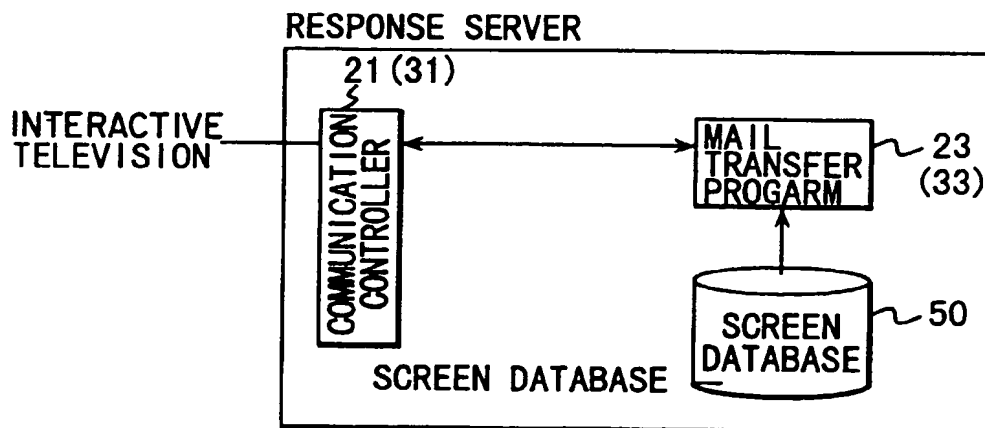 RESPONSE SERVER
21 (31)
INTERACTIVE
TELEVISION
COMMUNICATION
CONTROLLER
MAIL
TRANSFER
PROGARM
23
(33)
SCREEN
DATABASE
50
SCREEN DATABASE